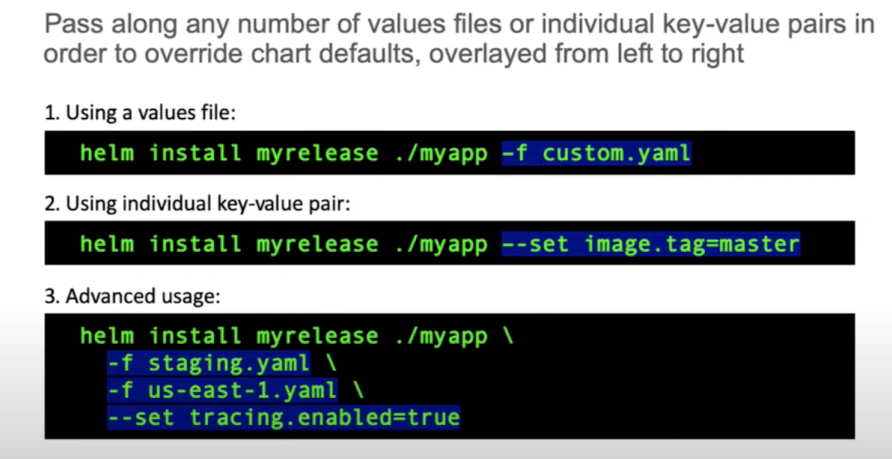 Pass along any number of values files or individual key-value pairs in
order to override chart defaults, overlayed from left to right
1. Using a values file:
helm install myrelease ./myapp -f custom.yaml
2. Using individual key-value pair:
helm install myrelease ./myapp --set image.tag=master
3. Advanced usage:
helm install myrelease ./myapp \
-f staging.yaml \
-f us-east-1.yaml \
--set tracing.enabled=true